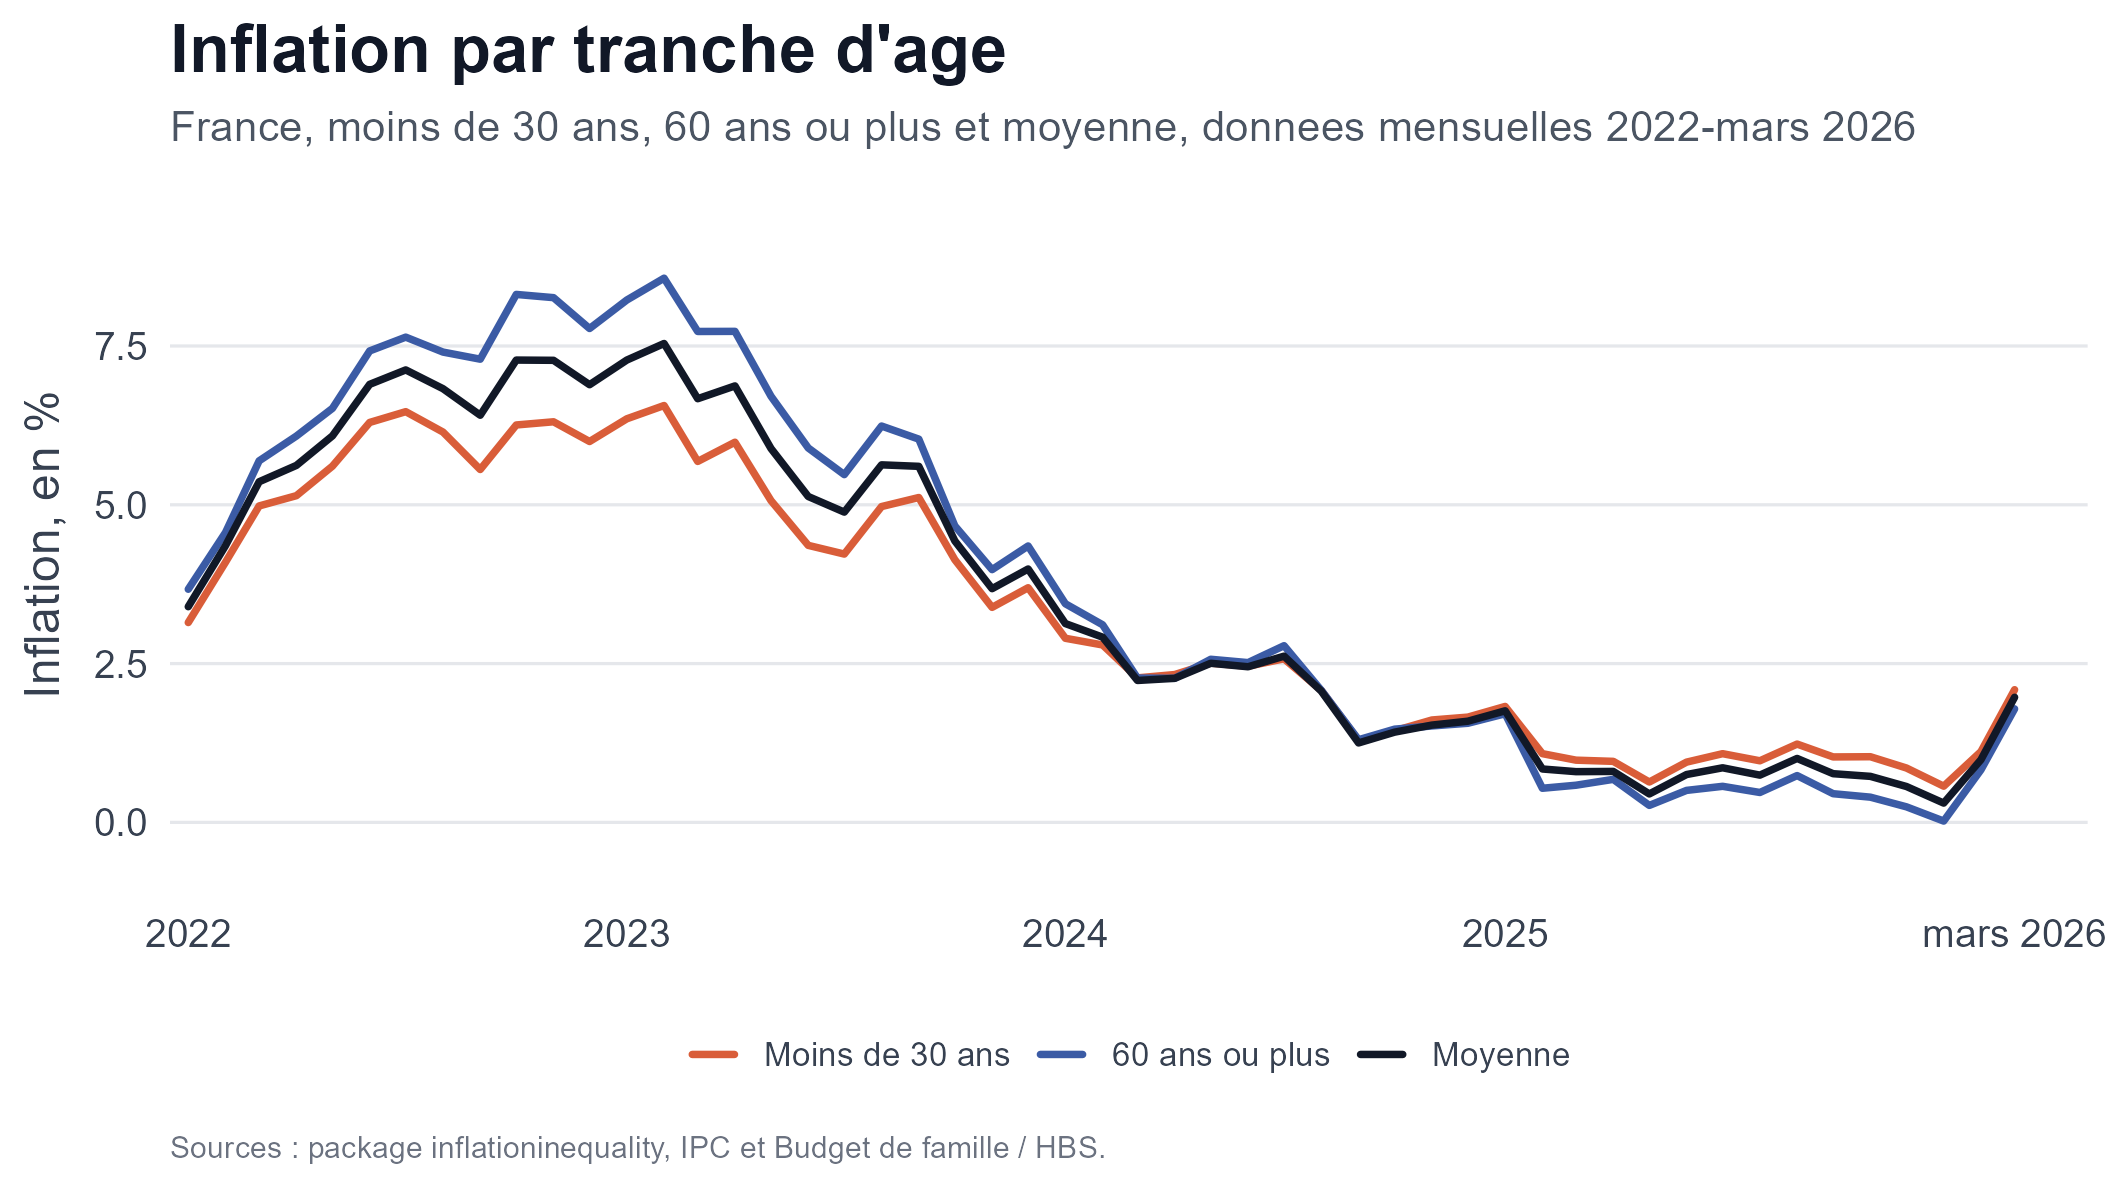 Inflation par tranche d'age
France, moins de 30 ans, 60 ans ou plus et moyenne, donnees mensuelles 2022-mars 2026
Inflation, en %
7.5
5.0
2.5
0.0
2022 2023 2024 2025 mars 2026
Moins de 30 ans 60 ans ou plus Moyenne
Sources : package inflationinequality, IPC et Budget de famille / HBS.